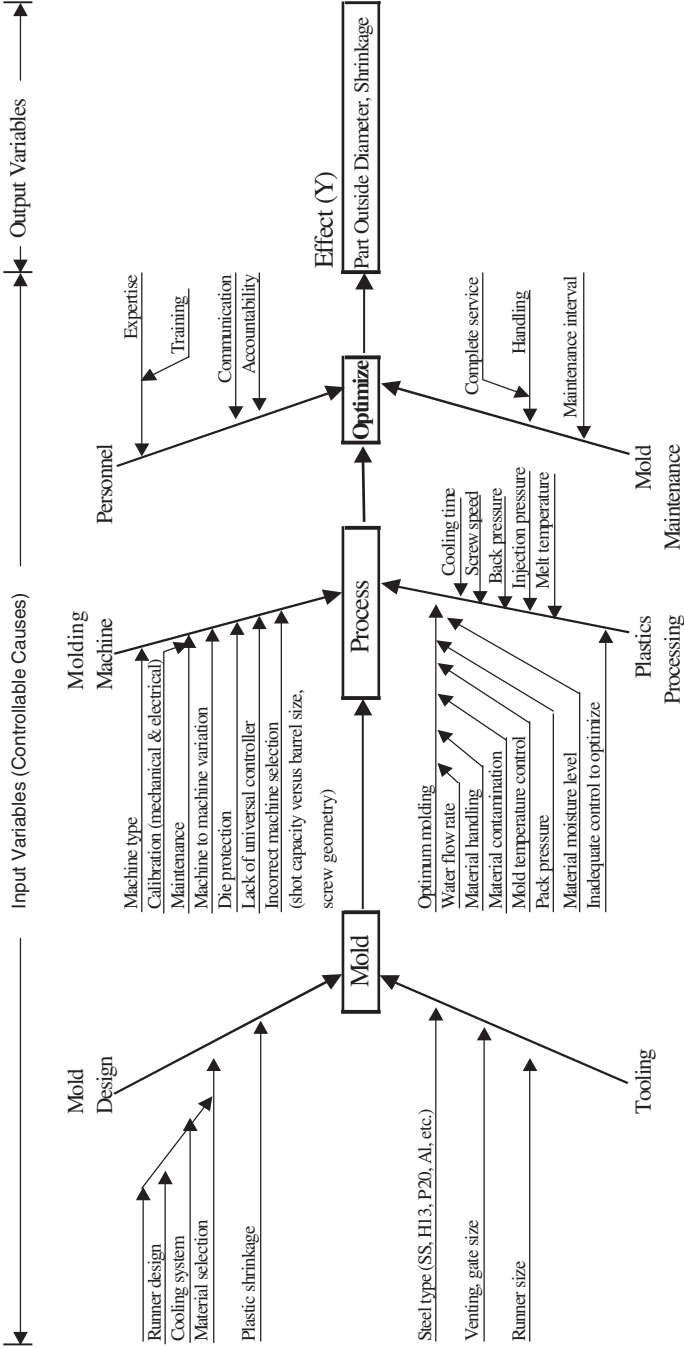 Input Variables (Controllable Causes)
Output Variables
Mold
Design
Runner design
Cooling system
Material selection
Plastic shrinkage
Molding
Machine
Machine type
Calibration (mechanical & electrical)
Maintenance
Machine to machine variation
Die protection
Lack of universal controller
Incorrect machine selection
(shot capacity versus barrel size,
screw geometry)
Personnel
Expertise
Training
Communication
Accountability
Effect (Y)
Mold
Process
Optimize
Part Outside Diameter, Shrinkage
Steel type (SS, H13, P20, Al, etc.)
Venting, gate size
Runner size
Tooling
Optimum molding
Water flow rate
Material handling
Material contamination
Mold temperature control
Pack pressure
Material moisture level
Inadequate control to optimize
Cooling time
Screw speed
Back pressure
Injection pressure
Melt temperature
Plastics
Processing
Complete service
Handling
Maintenance interval
Mold
Maintenance